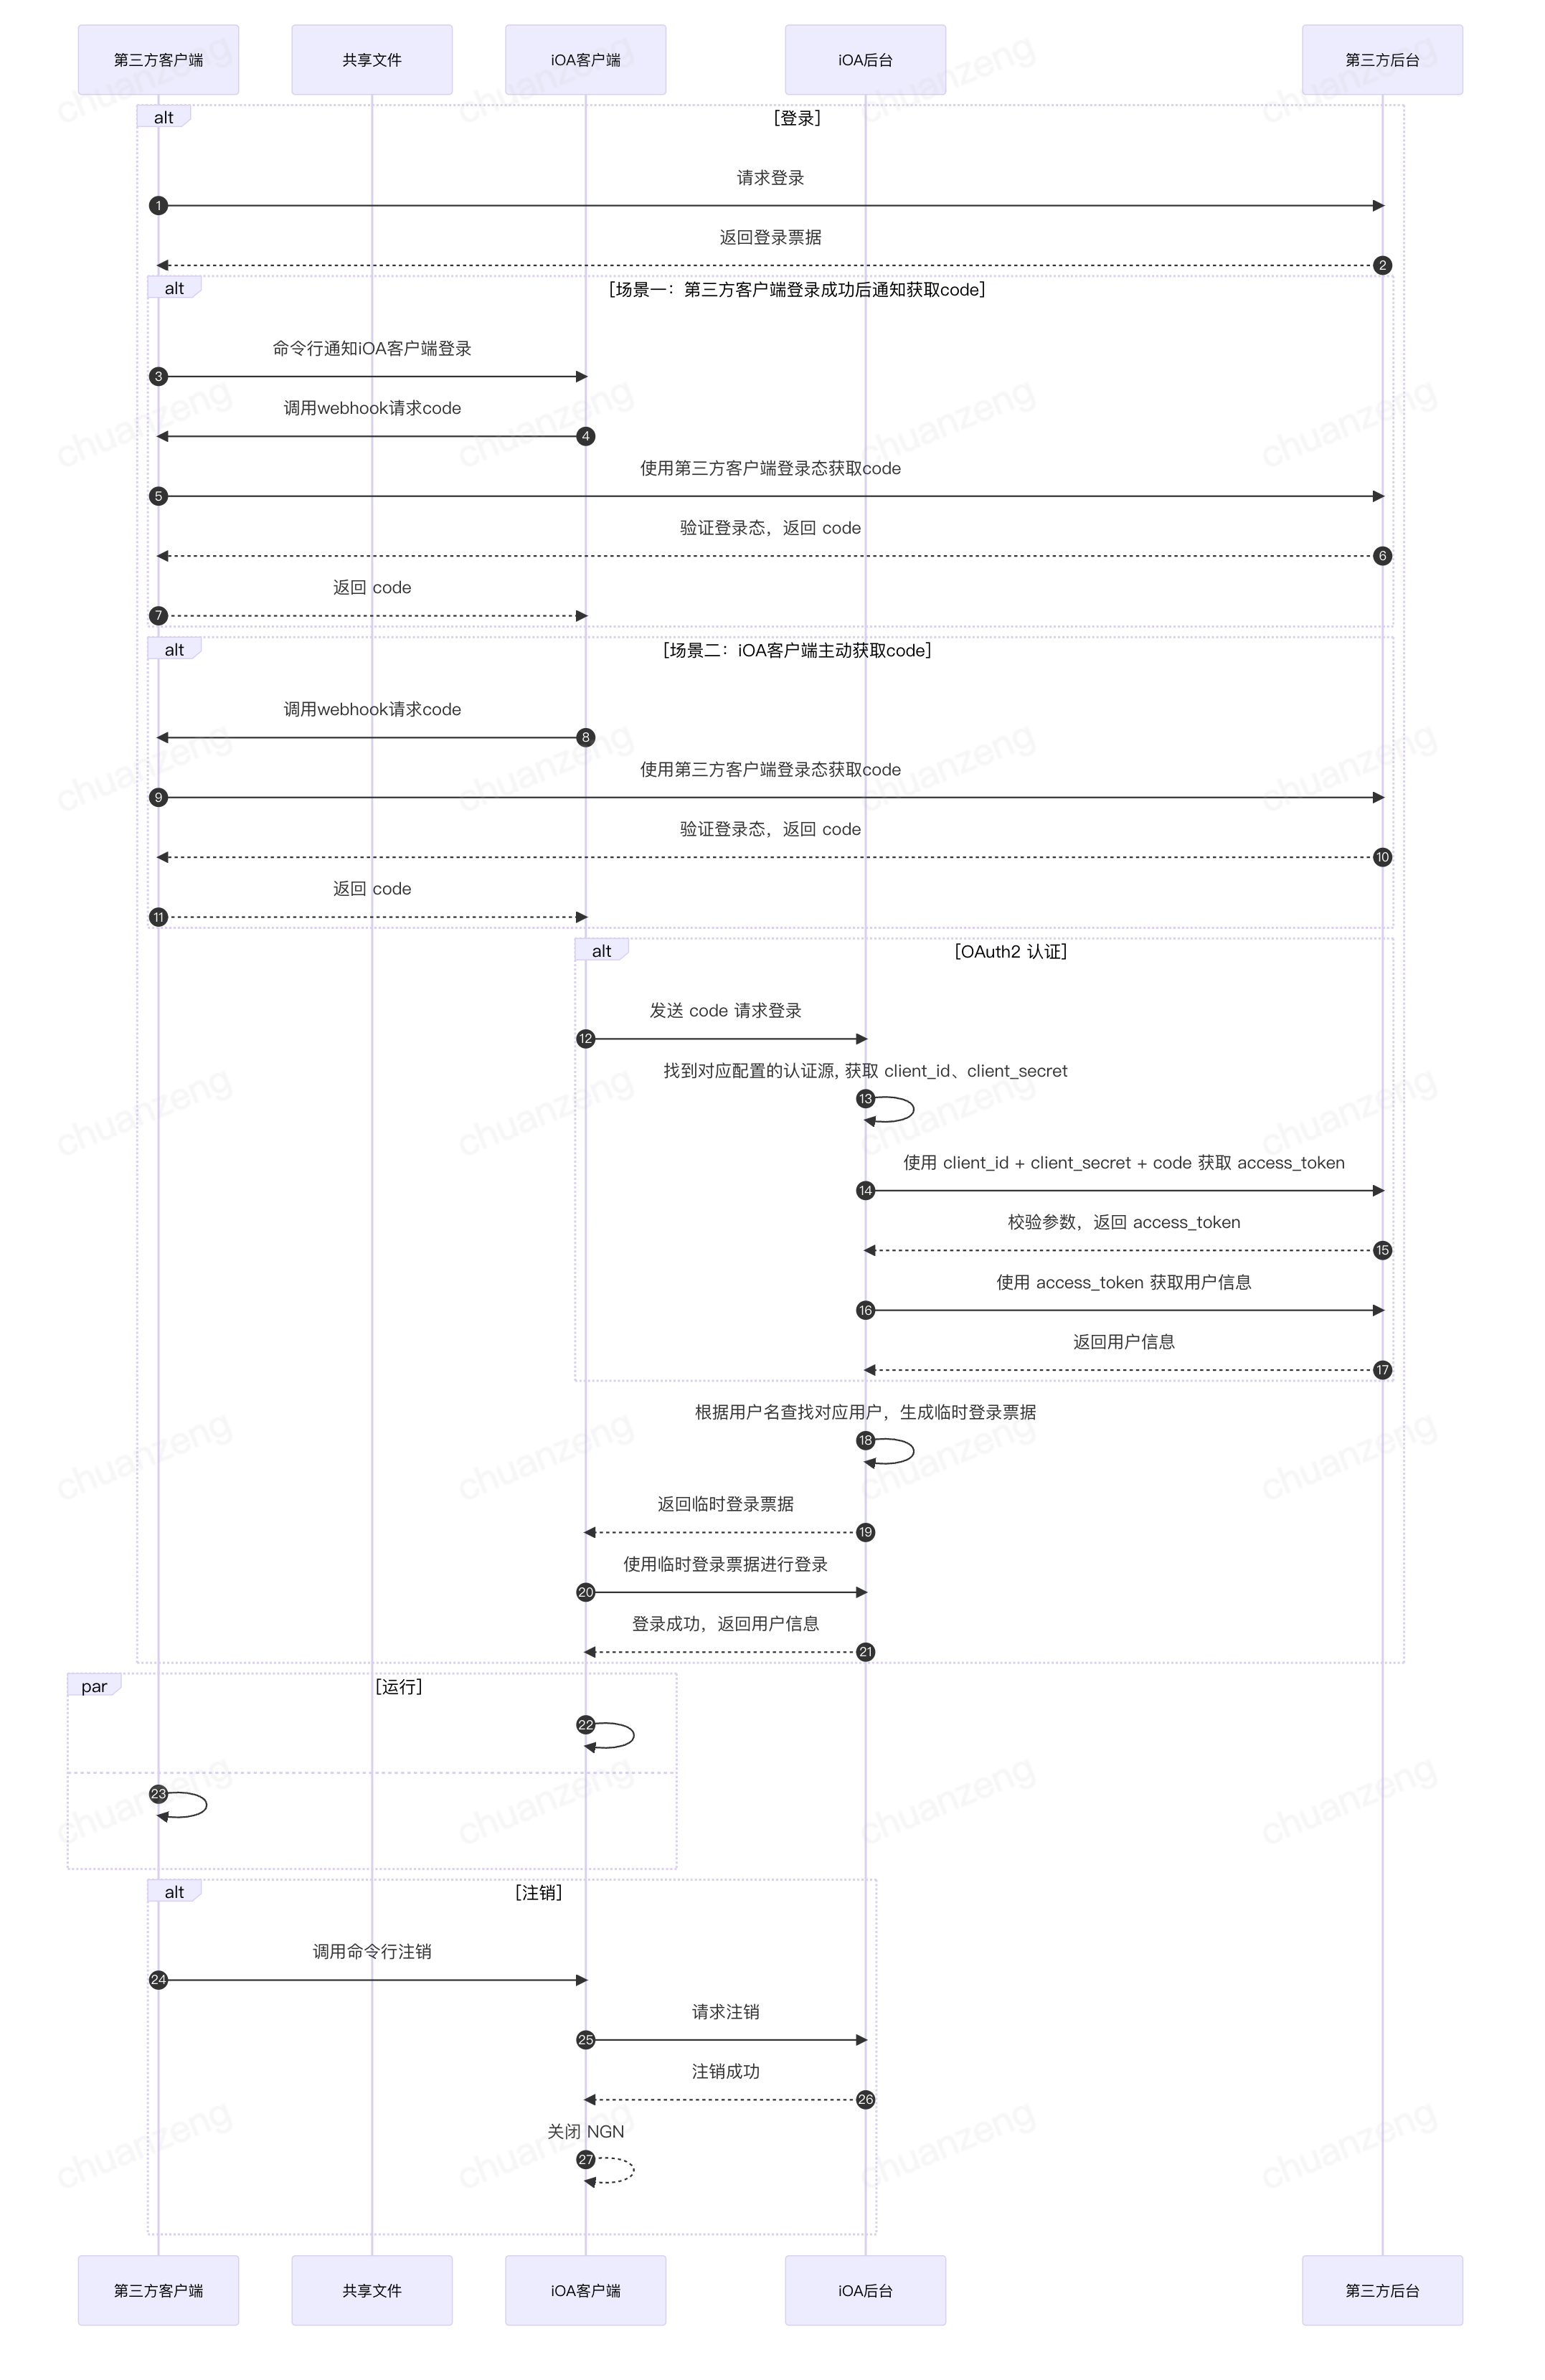 第三方客户端
共享文件
iOA客户端
iOA后台
第三方后台
alt
[登录]
请求登录
1
返回登录票据
2
alt
[场景一：第三方客户端登录成功后通知获取code]
命令行通知iOA客户端登录
3
调用webhook请求code
4
使用第三方客户端登录态获取code
5
验证登录态，返回 code
6
返回 code
7
alt
[场景二：iOA客户端主动获取code]
调用webhook请求code
8
使用第三方客户端登录态获取code
9
验证登录态，返回 code
10
返回 code
11
alt
[OAuth2 认证]
发送 code 请求登录
12
找到对应配置的认证源, 获取 client_id、client_secret
13
使用 client_id + client_secret + code 获取 access_token
14
校验参数，返回 access_token
15
使用 access_token 获取用户信息
16
返回用户信息
17
根据用户名查找对应用户，生成临时登录票据
18
返回临时登录票据
19
使用临时登录票据进行登录
20
登录成功，返回用户信息
21
par
[运行]
22
23
alt
[注销]
调用命令行注销
24
请求注销
25
注销成功
26
关闭 NGN
27
第三方客户端
共享文件
iOA客户端
iOA后台
第三方后台
chuanzeng